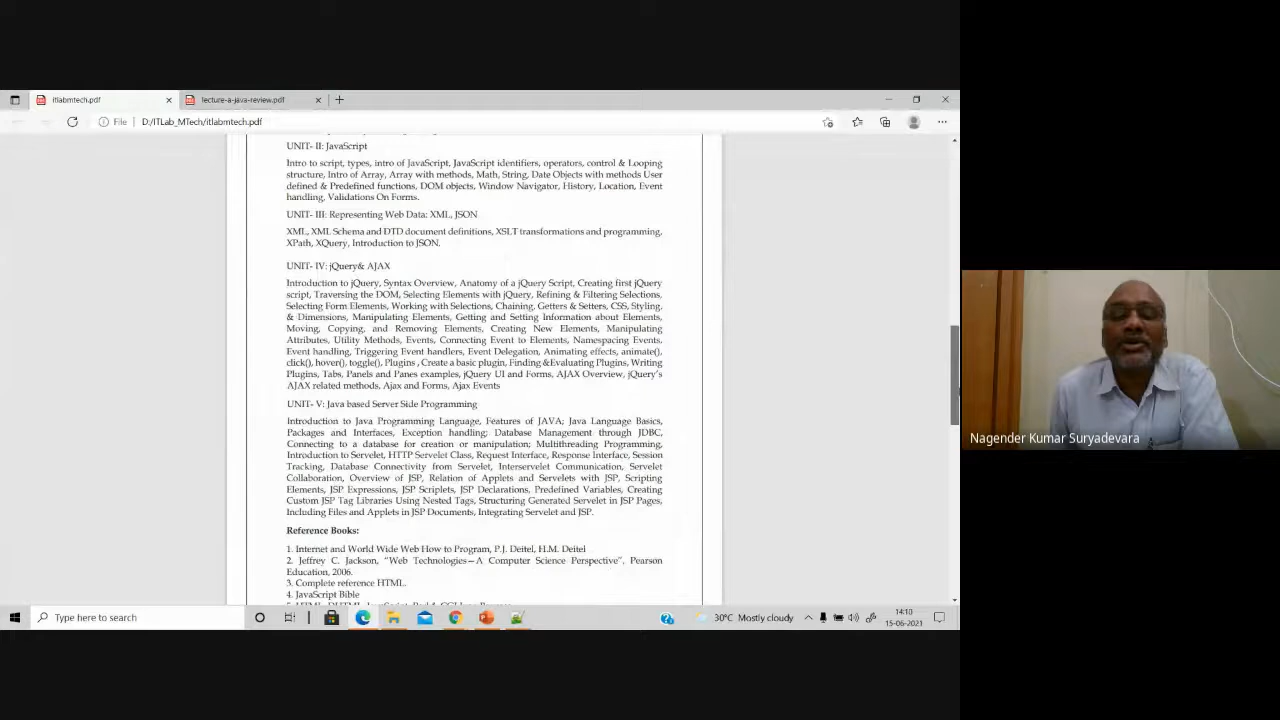 itlabmtech.pdf
lecture-a-java-review.pdf
File
D:/ITLab_MTech/itlabmtech.pdf
UNIT- II: JavaScript
Intro to script, types, intro of JavaScript, JavaScript identifiers, operators, control & Looping
structure, Intro of Array, Array with methods, Math, String, Date Objects with methods User
defined & Predefined functions, DOM objects, Window Navigator, History, Location, Event
handling, Validations On Forms.
UNIT- III: Representing Web Data: XML, JSON
XML, XML Schema and DTD document definitions, XSLT transformations and programming,
XPath, XQuery, Introduction to JSON.
UNIT- IV: jQuery& AJAX
Introduction to jQuery, Syntax Overview, Anatomy of a jQuery Script, Creating first jQuery
script, Traversing the DOM, Selecting Elements with jQuery, Refining & Filtering Selections,
Selecting Form Elements, Working with Selections, Chaining, Getters & Setters, CSS, Styling,
& Dimensions, Manipulating Elements, Getting and Setting Information about Elements,
Moving, Copying, and Removing Elements, Creating New Elements, Manipulating
Attributes, Utility Methods, Events, Connecting Event to Elements, Namespacing Events,
Event handling, Triggering Event handlers, Event Delegation, Animating effects, animate(),
click(), hover(), toggle(), Plugins , Create a basic plugin, Finding &Evaluating Plugins, Writing
Plugins, Tabs, Panels and Panes examples, jQuery UI and Forms, AJAX Overview, jQuery's
AJAX related methods, Ajax and Forms, Ajax Events
UNIT- V: Java based Server Side Programming
Introduction to Java Programming Language, Features of JAVA; Java Language Basics,
Packages and Interfaces, Exception handling; Database Management through JDBC,
Connecting to a database for creation or manipulation; Multithreading Programming,
Introduction to Servelet, HTTP Servelet Class, Request Interface, Response Interface, Session
Tracking, Database Connectivity from Servelet, Interservelet Communication, Servelet
Collaboration, Overview of JSP, Relation of Applets and Servelets with JSP, Scripting
Elements, JSP Expressions, JSP Scriplets, JSP Declarations, Predefined Variables, Creating
Custom JSP Tag Libraries Using Nested Tags, Structuring Generated Servelet in JSP Pages,
Including Files and Applets in JSP Documents, Integrating Servelet and JSP.
Reference Books:
1. Internet and World Wide Web How to Program, P.J. Deitel, H.M. Deitel
2. Jeffrey C. Jackson, "Web Technologies—A Computer Science Perspective", Pearson
Education, 2006.
3. Complete reference HTML.
4. JavaScript Bible
Nagender Kumar Suryadevara
Type here to search
30°C Mostly cloudy
14:10
15-06-2021